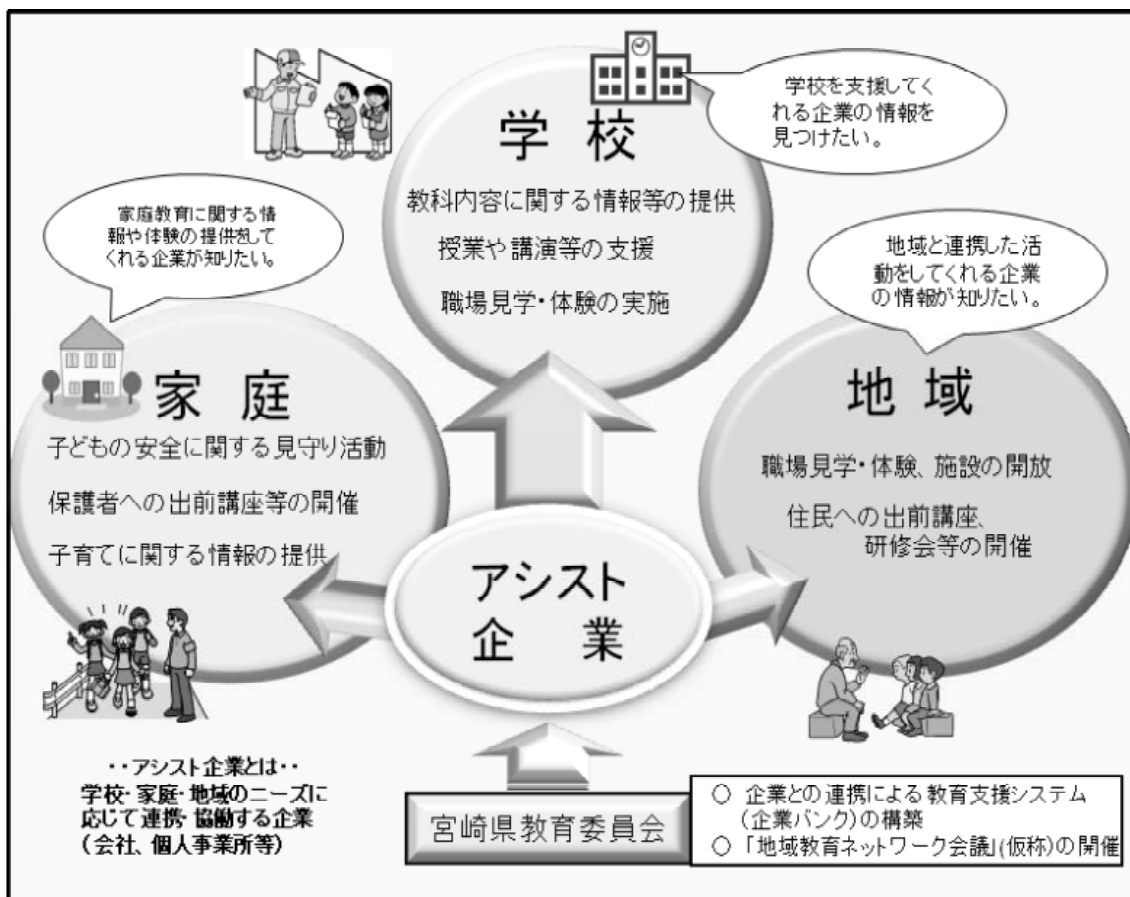 学校
学校を支援してく
れる企業の情報を
見つけたい。
教科内容に関する情報等の提供
授業や講演等の支援
職場見学・体験の実施
家庭教育に関する情
報や体験の提供をして
くれる企業が知りたい。
家庭
子どもの安全に関する見守り活動
保護者への出前講座等の開催
子育てに関する情報の提供
地域と連携した活
動をしてくれる企業
の情報が知りたい。
地域
職場見学・体験、施設の開放
住民への出前講座、
研修会等の開催
アシスト
企業
・・アシスト企業とは・・
学校・家庭・地域のニーズに
応じて連携・協働する企業
(会社、個人事業所等)
宮崎県教育委員会
○ 企業との連携による教育支援システム
(企業バンク)の構築
○ 「地域教育ネットワーク会議」(仮称)の開催